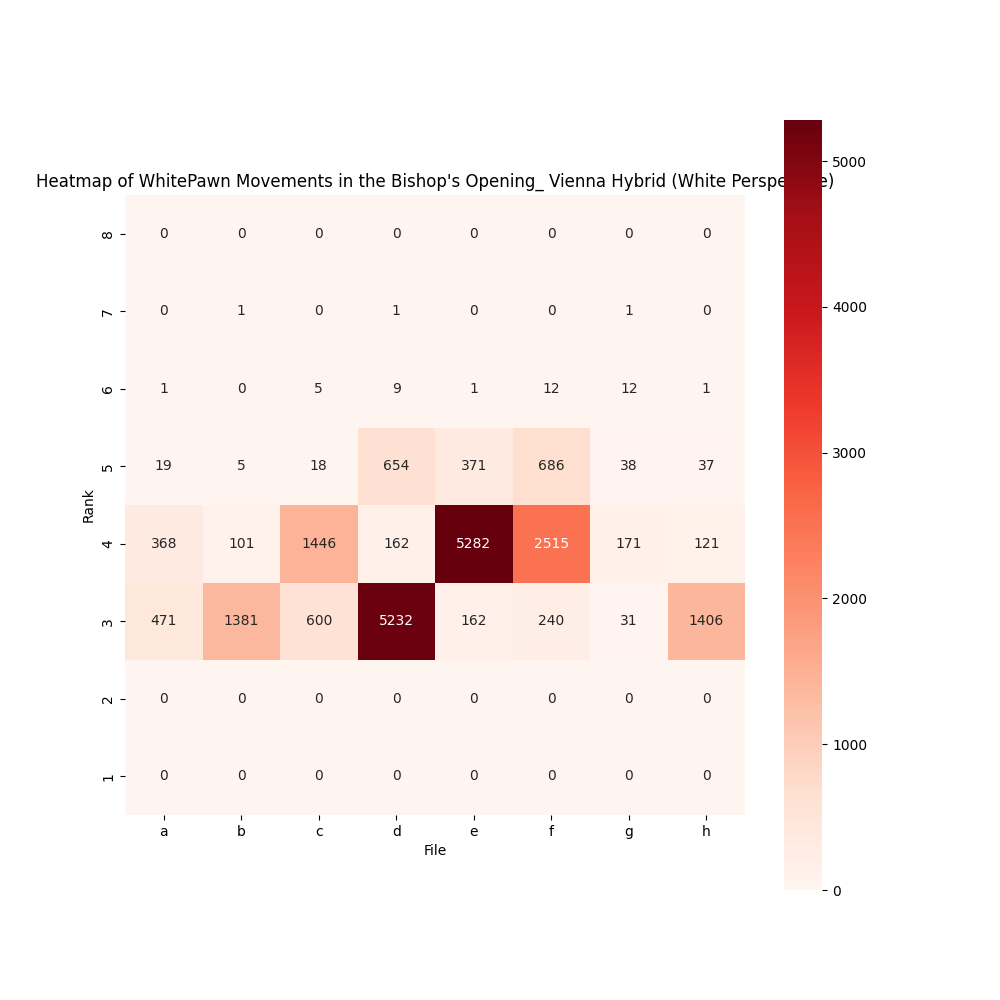 Heatmap of WhitePawn Movements in the Bishop's Opening_ Vienna Hybrid (White Perspective)
5000
4000
3000
2000
1000
0
Rank
8 0 0 0 0 0 0 0 0
7 0 1 0 1 0 0 1 0
6 1 0 5 9 1 12 12 1
5 19 5 18 654 371 686 38 37
4 368 101 1446 162 5282 2515 171 121
3 471 1381 600 5232 162 240 31 1406
2 0 0 0 0 0 0 0 0
1 0 0 0 0 0 0 0 0
a b c d e f g h
File